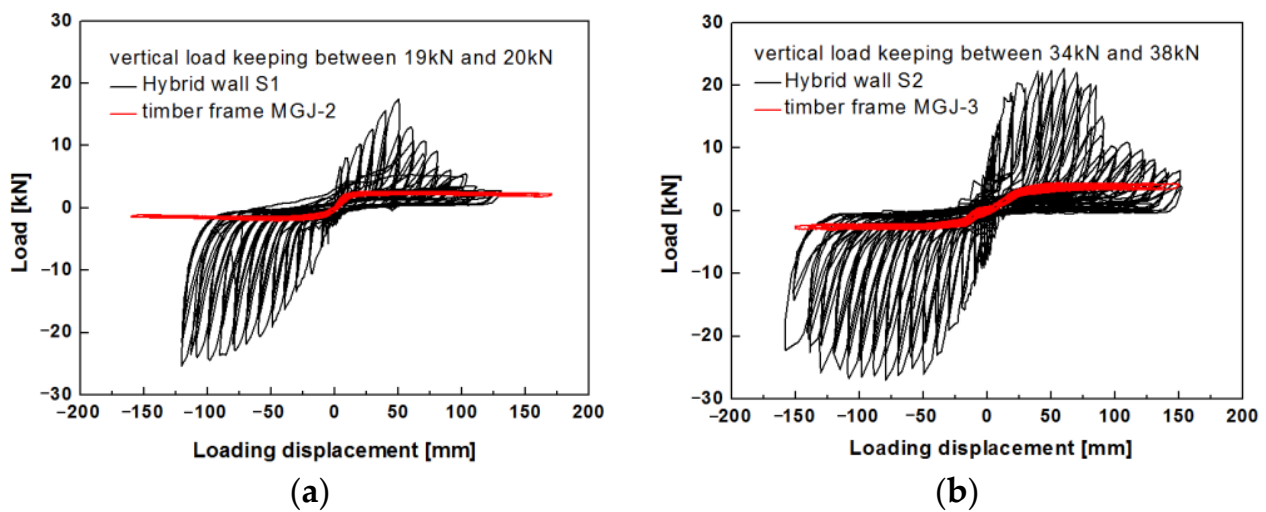 30
20
10
0
−10
−20
−30
Load [kN]
vertical load keeping between 19kN and 20kN
Hybrid wall S1
timber frame MGJ-2
−200 −150 −100 −50 0 50 100 150 200
Loading displacement [mm]
(a)
30
20
10
0
−10
−20
−30
Load [kN]
vertical load keeping between 34kN and 38kN
Hybrid wall S2
timber frame MGJ-3
−200 −150 −100 −50 0 50 100 150 200
Loading displacement [mm]
(b)